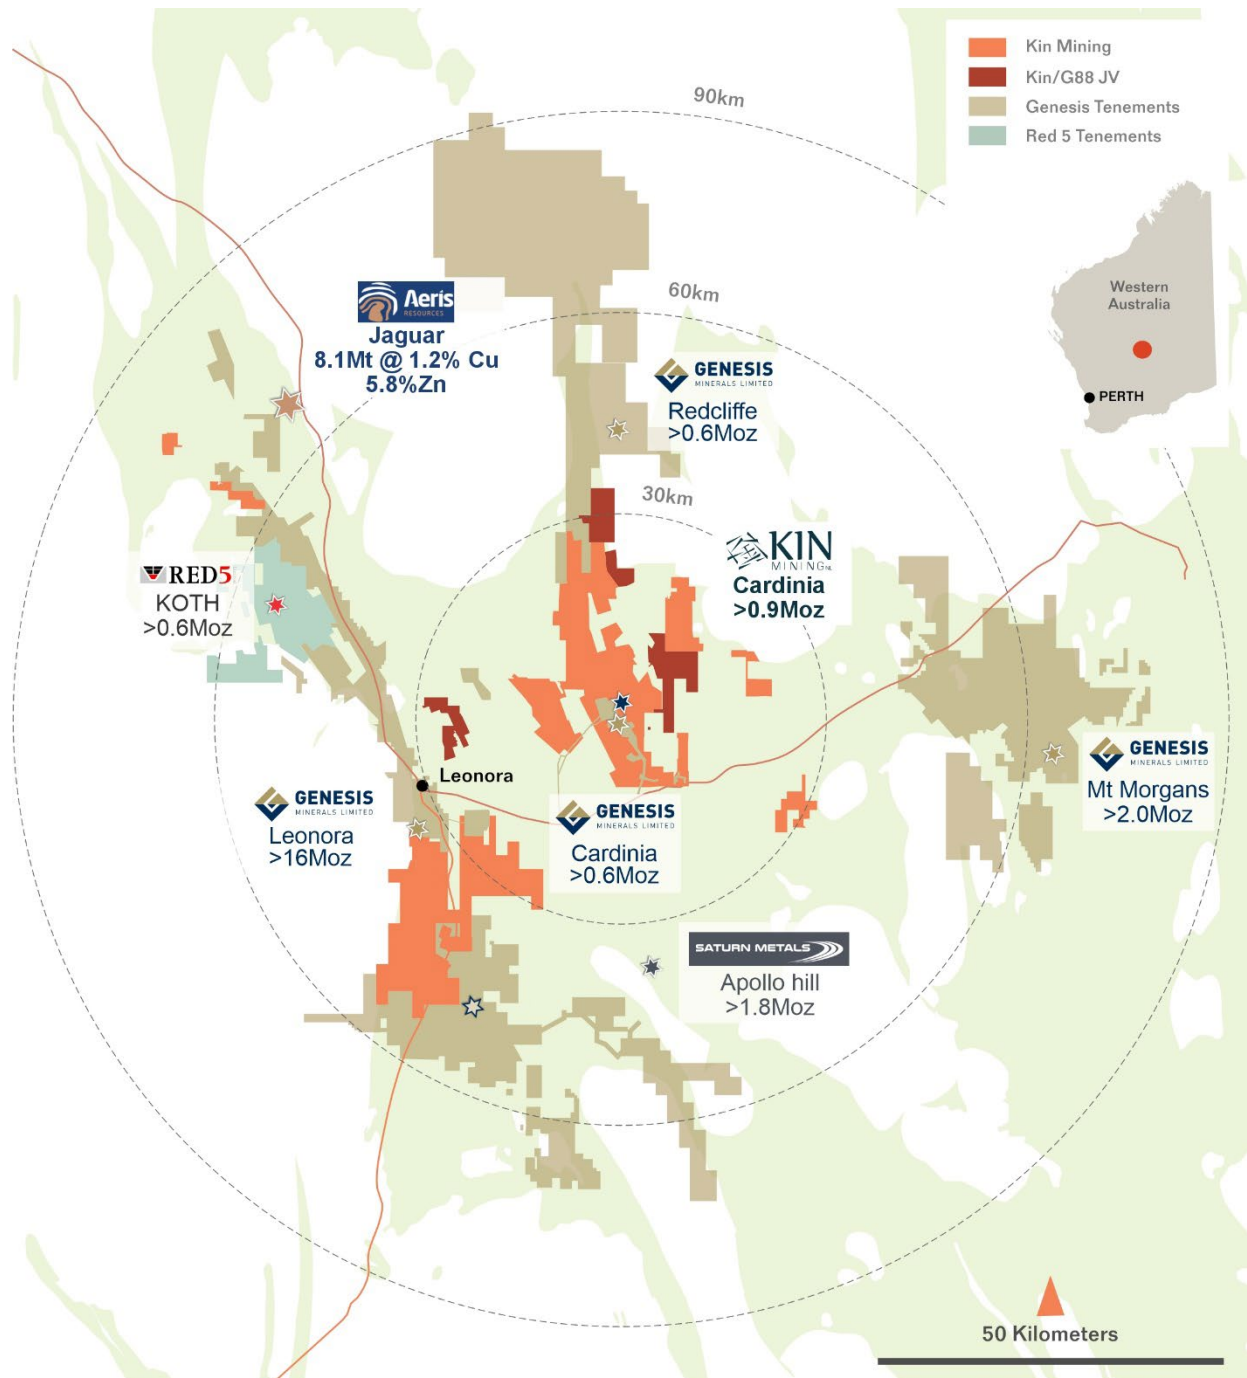 Kin Mining
Kin/G88 JV
Genesis Tenements
Red 5 Tenements
90km
Western
Australia
PERTH
60km
Aeris
RESOURCES
Jaguar
8.1Mt @ 1.2% Cu
5.8%Zn
GENESIS
MINERALS LIMITED
Redcliffe
>0.6Moz
30km
KIN
MINING NL
Cardinia
>0.9Moz
RED5
KOTH
>0.6Moz
Leonora
GENESIS
MINERALS LIMITED
Mt Morgans
>2.0Moz
GENESIS
MINERALS LIMITED
Leonora
>16Moz
GENESIS
MINERALS LIMITED
Cardinia
>0.6Moz
SATURN METALS
Apollo hill
>1.8Moz
50 Kilometers